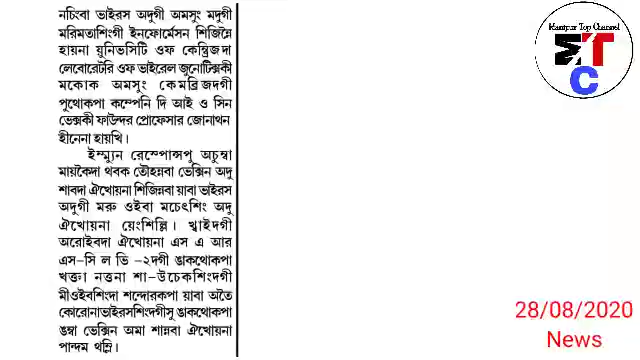 নচিংবা ভাইরস অদুগী অমসুং মদুগী
মরিমতাশিংগী ইনফোর্মেসন শিজিন্নৈ
হায়না য়ুনিভর্সিটি ওফ কেম্ব্রিজদা
লেবোরেটরি ওফ ভাইরেল জুনোটিক্সকী
মকোক অমসুং কেমব্রিজদগী
পুথোকপা কম্পেনি দি আই ও সিন
ভেক্সকী ফাউন্দর প্রোফেসার জোনাথন
হীনেনা হায়খি।
ইম্ম্যুন রেস্পোন্সপু অচুম্বা
মায়কৈদা থবক তৌহন্নবা ভেক্সিন অদু
শাবদা ঐখোয়না শিজিন্নবা য়াবা ভাইরস
অদুগী মরু ওইবা মচেৎশিং অদু
ঐখোয়না য়েংশিল্লি। খ্বাইদগী
অরোইবদা ঐখোয়না এস এ আর
এস-সি ল ভি -২দগী ঙাকথোকপা
খক্তা নত্তনা শা-উচেকশিংদগী
মীওইবশিংদা শন্দোরকপা য়াবা অতৈ
কোরোনাভাইরসশিংদগীসু ঙাকথোকপা
ঙম্বা ভেক্সিন অমা শান্নবা ঐখোয়না
পান্দম থম্লি।
Manipur Top Channel
MTC
28/08/2020
News